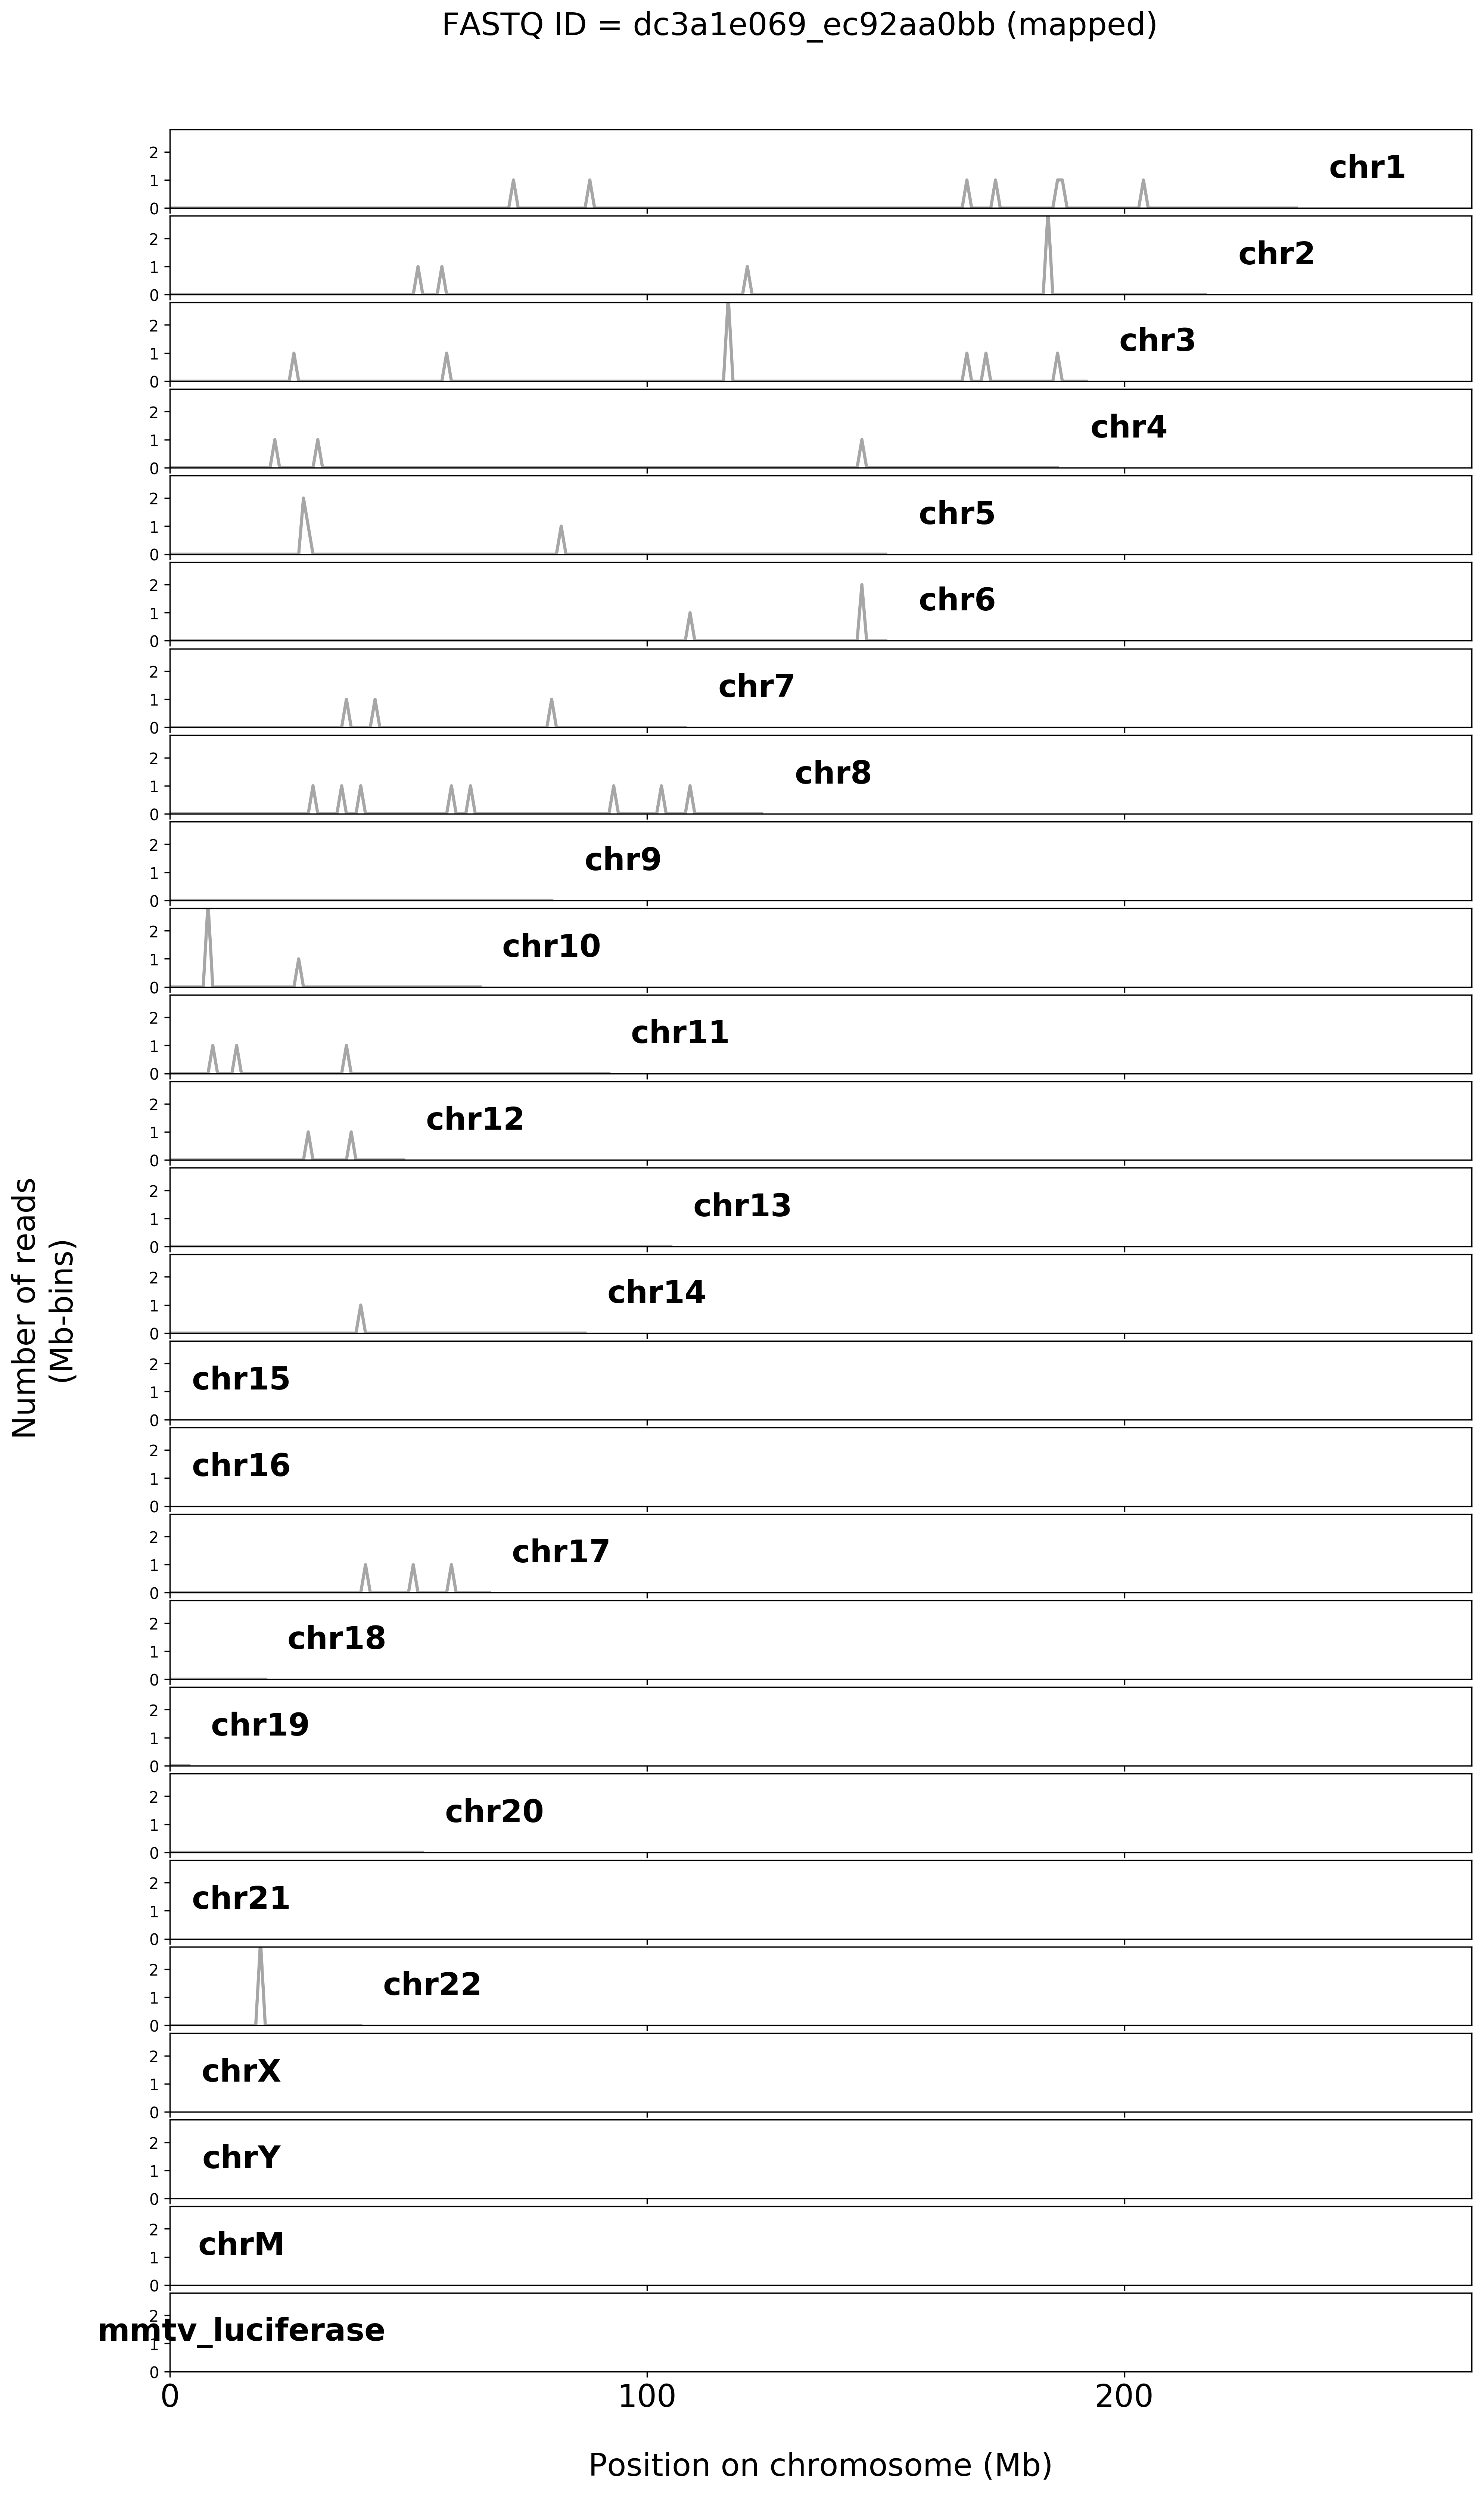 FASTQ ID = dc3a1e069_ec92aa0bb (mapped)
2
1
0
chr1
2
1
0
chr2
2
1
0
chr3
2
1
0
chr4
2
1
0
chr5
2
1
0
chr6
2
1
0
chr7
2
1
0
chr8
2
1
0
chr9
2
1
0
chr10
2
1
0
chr11
2
1
0
chr12
2
1
0
chr13
2
1
0
chr14
2
1
0
chr15
2
1
0
chr16
2
1
0
chr17
2
1
0
chr18
2
1
0
chr19
2
1
0
chr20
2
1
0
chr21
2
1
0
chr22
2
1
0
chrX
2
1
0
chrY
2
1
0
chrM
2
1
0
mmtv_luciferase
0 100 200
Position on chromosome (Mb)
Number of reads
(Mb-bins)